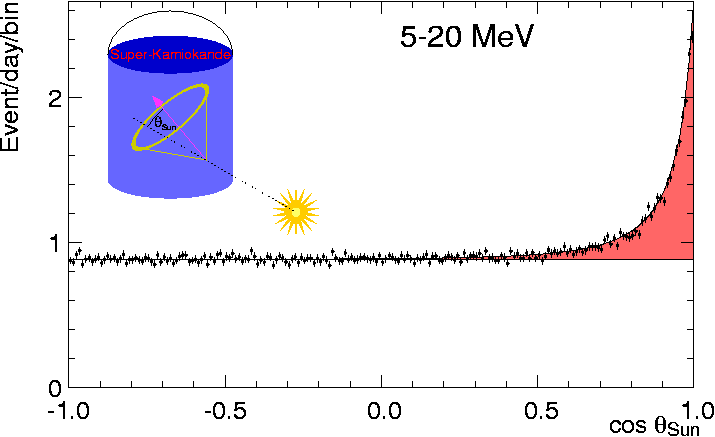 Event/day/bin
5-20 MeV
Super-Kamiokande
θSun
2
1
0
-1.0 -0.5 0.0 0.5 1.0
cos θSun